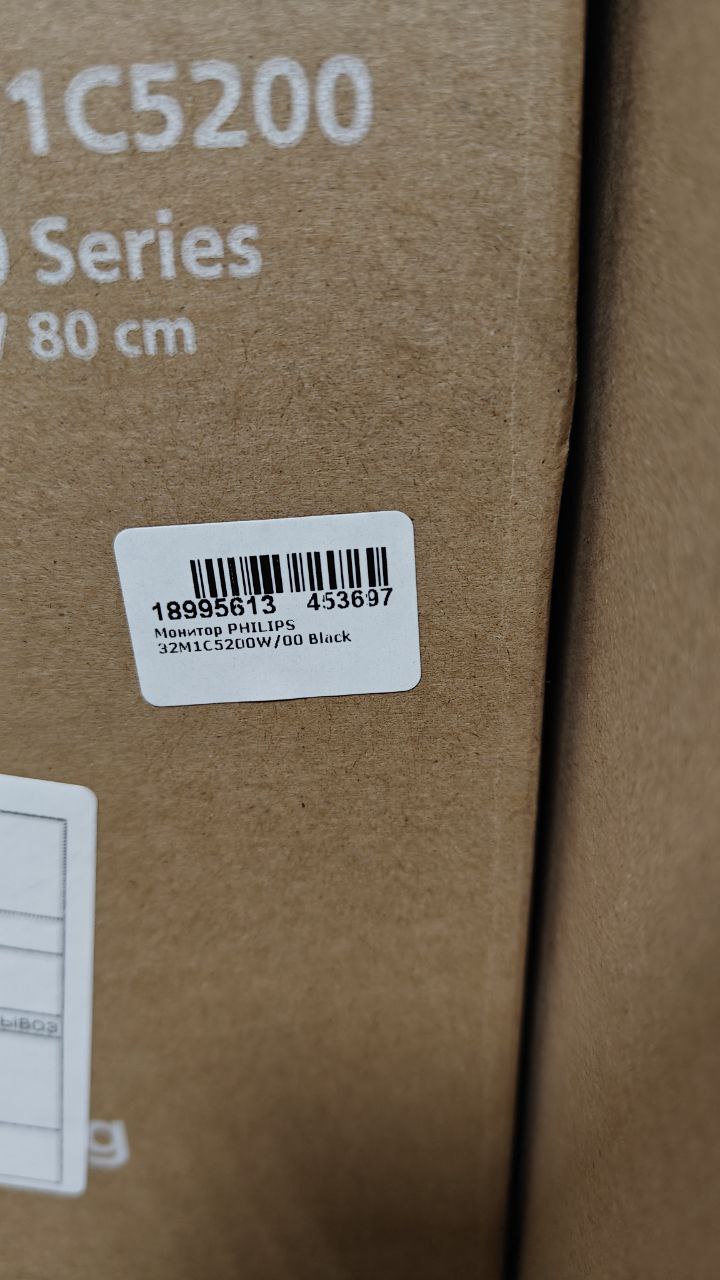 1C5200
Series
80 cm
18995613 453697
Монитор PHILIPS
32M1C5200W/00 Black
ывоз
g